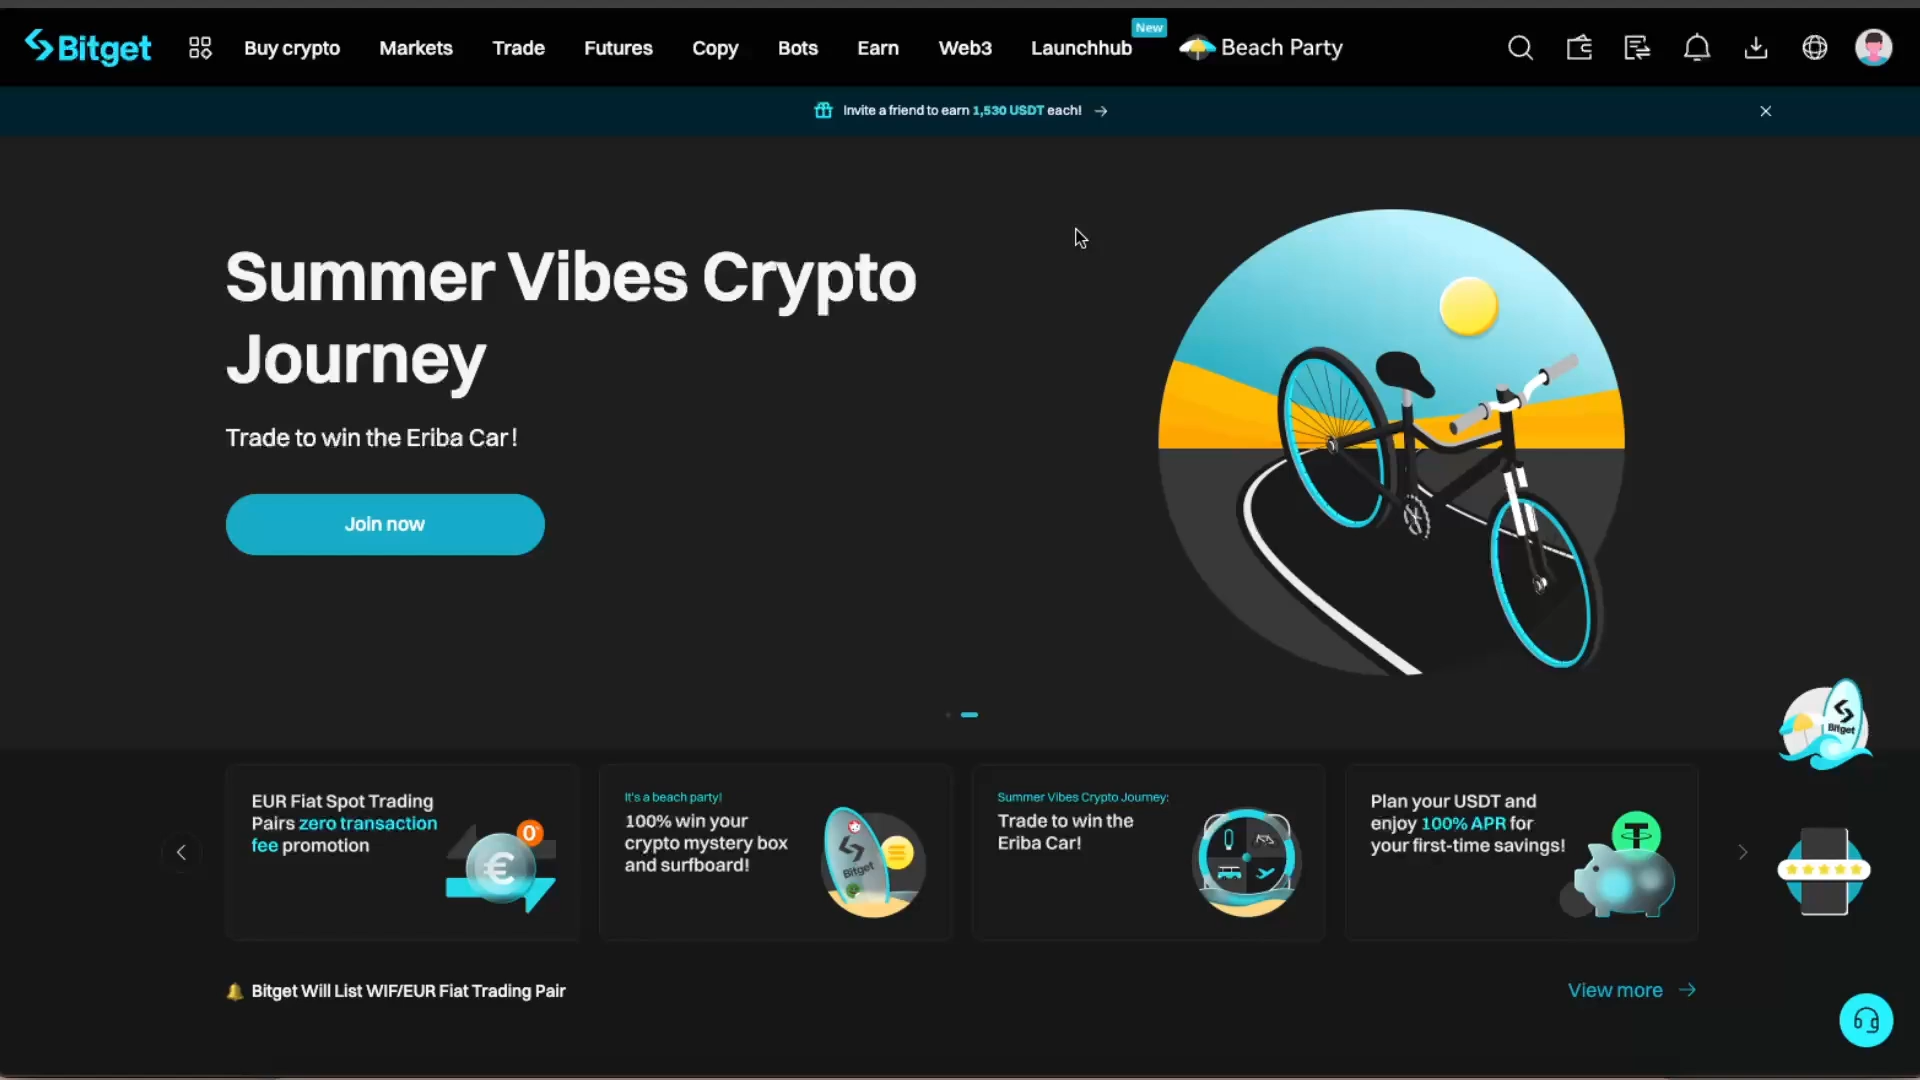 Bitget
Buy crypto
Markets
Trade
Futures
Copy
Bots
Earn
Web3
Launchhub
New
Beach Party
Invite a friend to earn 1,530 USDT each!
Summer Vibes Crypto
Journey
Trade to win the Eriba Car!
Join now
Bitget
EUR Fiat Spot Trading
Pairs zero transaction
fee promotion
0
€
It's a beach party!
100% win your
crypto mystery box
and surfboard!
Bitget
Summer Vibes Crypto Journey:
Trade to win the
Eriba Car!
Plan your USDT and
enjoy 100% APR for
your first-time savings!
Bitget Will List WIF/EUR Fiat Trading Pair
View more